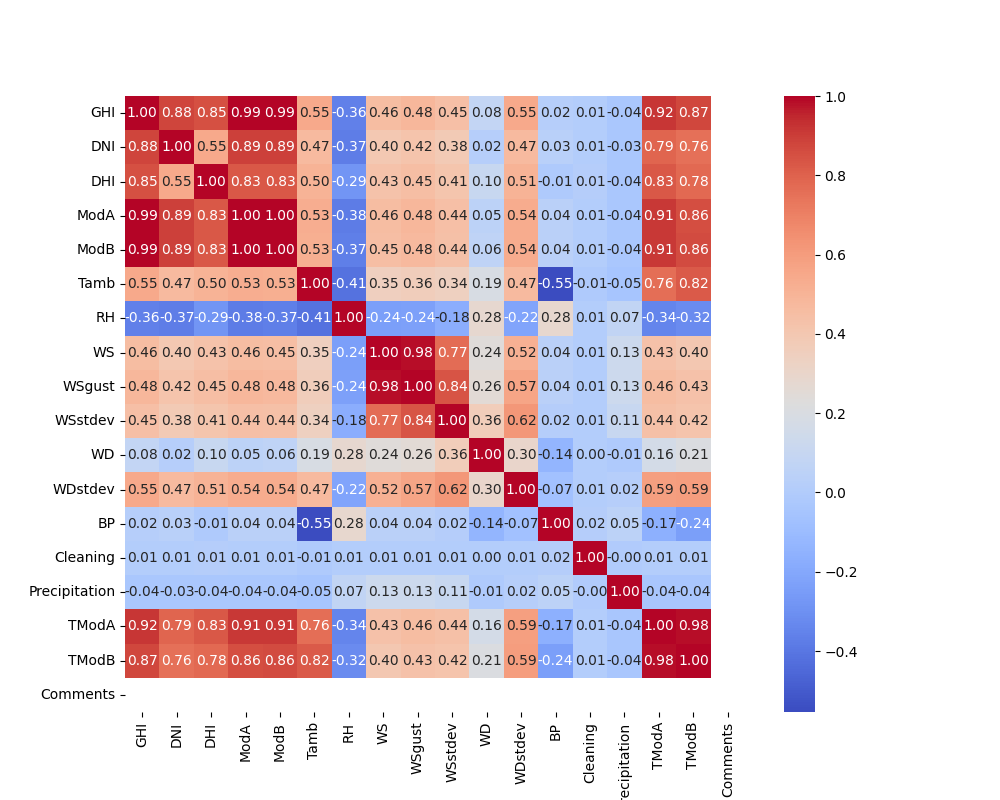 GHI 1.00 0.88 0.85 0.99 0.99 0.55 -0.36 0.46 0.48 0.45 0.08 0.55 0.02 0.01 -0.04 0.92 0.87
DNI 0.88 1.00 0.55 0.89 0.89 0.47 -0.37 0.40 0.42 0.38 0.02 0.47 0.03 0.01 -0.03 0.79 0.76
DHI 0.85 0.55 1.00 0.83 0.83 0.50 -0.29 0.43 0.45 0.41 0.10 0.51 -0.01 0.01 -0.04 0.83 0.78
ModA 0.99 0.89 0.83 1.00 1.00 0.53 -0.38 0.46 0.48 0.44 0.05 0.54 0.04 0.01 -0.04 0.91 0.86
ModB 0.99 0.89 0.83 1.00 1.00 0.53 -0.37 0.45 0.48 0.44 0.06 0.54 0.04 0.01 -0.04 0.91 0.86
Tamb 0.55 0.47 0.50 0.53 0.53 1.00 -0.41 0.35 0.36 0.34 0.19 0.47 -0.55 -0.01 -0.05 0.76 0.82
RH -0.36 -0.37 -0.29 -0.38 -0.37 -0.41 1.00 -0.24 -0.24 -0.18 0.28 -0.22 0.28 0.01 0.07 -0.34 -0.32
WS 0.46 0.40 0.43 0.46 0.45 0.35 -0.24 1.00 0.98 0.77 0.24 0.52 0.04 0.01 0.13 0.43 0.40
WSgust 0.48 0.42 0.45 0.48 0.48 0.36 -0.24 0.98 1.00 0.84 0.26 0.57 0.04 0.01 0.13 0.46 0.43
WSstdev 0.45 0.38 0.41 0.44 0.44 0.34 -0.18 0.77 0.84 1.00 0.36 0.62 0.02 0.01 0.11 0.44 0.42
WD 0.08 0.02 0.10 0.05 0.06 0.19 0.28 0.24 0.26 0.36 1.00 0.30 -0.14 0.00 -0.01 0.16 0.21
WDstdev 0.55 0.47 0.51 0.54 0.54 0.47 -0.22 0.52 0.57 0.62 0.30 1.00 -0.07 0.01 0.02 0.59 0.59
BP 0.02 0.03 -0.01 0.04 0.04 -0.55 0.28 0.04 0.04 0.02 -0.14 -0.07 1.00 0.02 0.05 -0.17 -0.24
Cleaning 0.01 0.01 0.01 0.01 0.01 -0.01 0.01 0.01 0.01 0.01 0.00 0.01 0.02 1.00 -0.00 0.01 0.01
Precipitation -0.04 -0.03 -0.04 -0.04 -0.04 -0.05 0.07 0.13 0.13 0.11 -0.01 0.02 0.05 -0.00 1.00 -0.04 -0.04
TModA 0.92 0.79 0.83 0.91 0.91 0.76 -0.34 0.43 0.46 0.44 0.16 0.59 -0.17 0.01 -0.04 1.00 0.98
TModB 0.87 0.76 0.78 0.86 0.86 0.82 -0.32 0.40 0.43 0.42 0.21 0.59 -0.24 0.01 -0.04 0.98 1.00
Comments
GHI DNI DHI ModA ModB Tamb RH WS WSgust WSstdev WD WDstdev BP Cleaning recipitation TModA TModB Comments
1.0
0.8
0.6
0.4
0.2
0.0
−0.2
−0.4